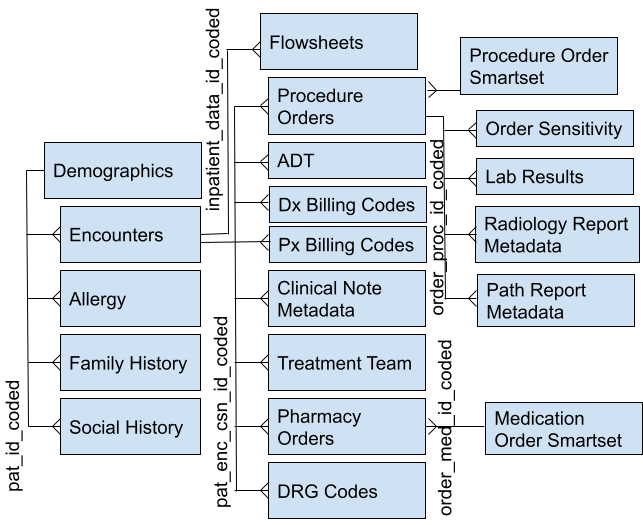 pat_id_coded
Demographics
Encounters
Allergy
Family History
Social History
inpatient_data_id_coded
pat_enc_csn_id_coded
Flowsheets
Procedure
Orders
ADT
Dx Billing Codes
Px Billing Codes
Clinical Note
Metadata
Treatment Team
Pharmacy
Orders
DRG Codes
order_proc_id_coded
order_med_id_coded
Procedure Order
Smartset
Order Sensitivity
Lab Results
Radiology Report
Metadata
Path Report
Metadata
Medication
Order Smartset